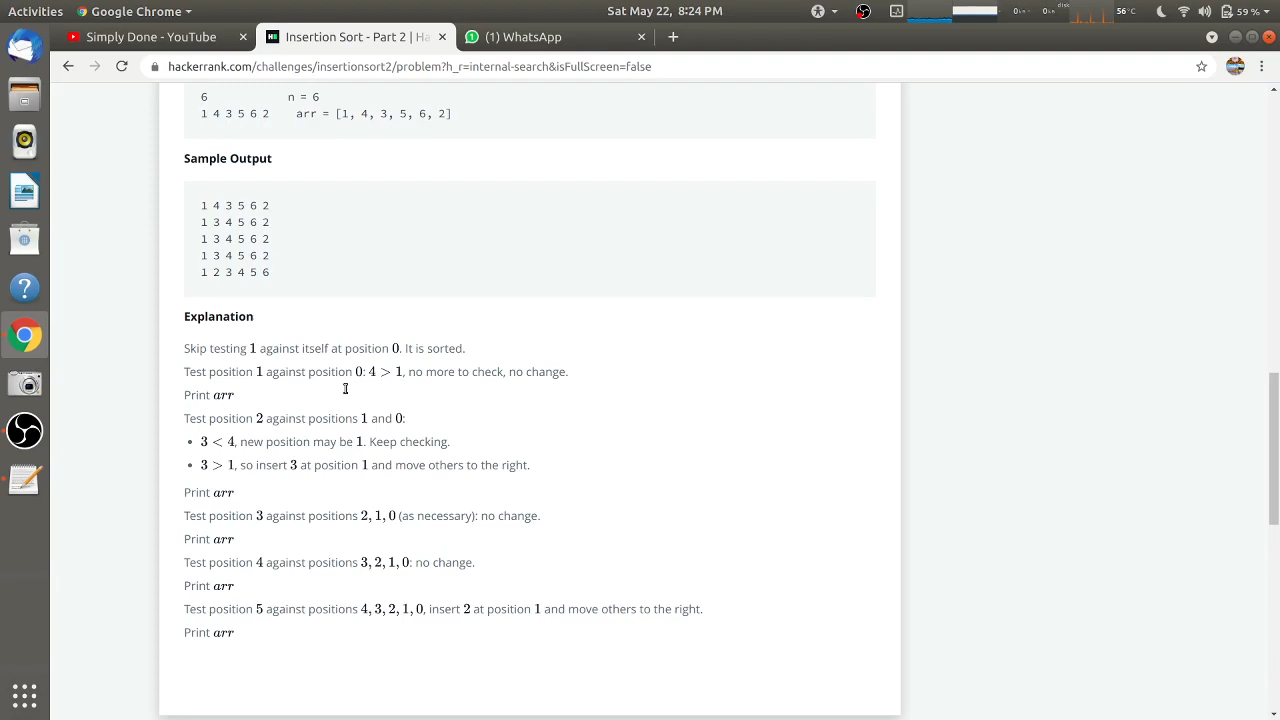 Activities Google Chrome Sat May 22, 8:24 PM 0·· 0·· disk 56°C 59 %
Simply Done - YouTube Insertion Sort - Part 2 | Ha (1) WhatsApp
hackerrank.com/challenges/insertionsort2/problem?h_r=internal-search&isFullScreen=false
6 n = 6
1 4 3 5 6 2 arr = [1, 4, 3, 5, 6, 2]
Sample Output
1 4 3 5 6 2
1 3 4 5 6 2
1 3 4 5 6 2
1 3 4 5 6 2
1 2 3 4 5 6
Explanation
Skip testing 1 against itself at position 0. It is sorted.
Test position 1 against position 0: 4 > 1, no more to check, no change.
Print arr
Test position 2 against positions 1 and 0:
• 3 < 4, new position may be 1. Keep checking.
• 3 > 1, so insert 3 at position 1 and move others to the right.
Print arr
Test position 3 against positions 2, 1, 0 (as necessary): no change.
Print arr
Test position 4 against positions 3, 2, 1, 0: no change.
Print arr
Test position 5 against positions 4, 3, 2, 1, 0, insert 2 at position 1 and move others to the right.
Print arr